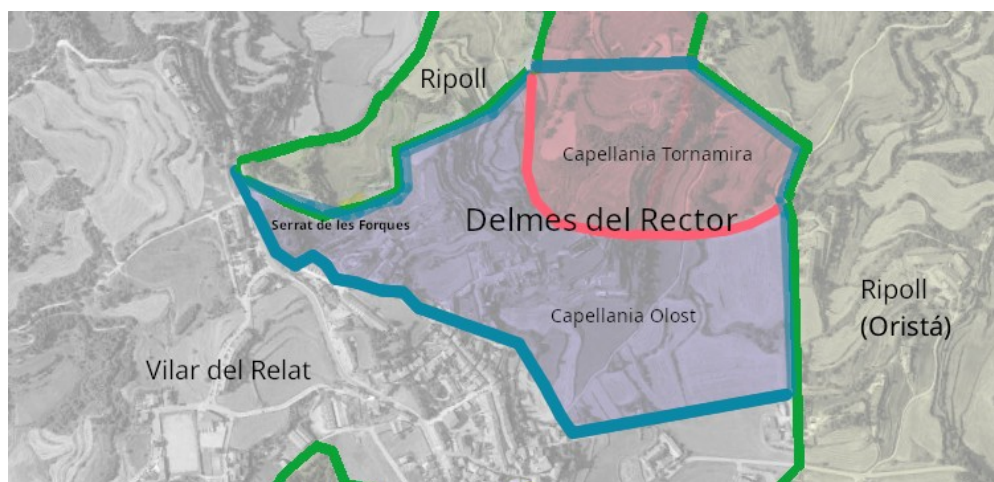 Ripoll
Capellania Tornamira
Delmes del Rector
Serrat de les Forques
Capellania Olost
Ripoll
(Oristá)
Vilar del Relat